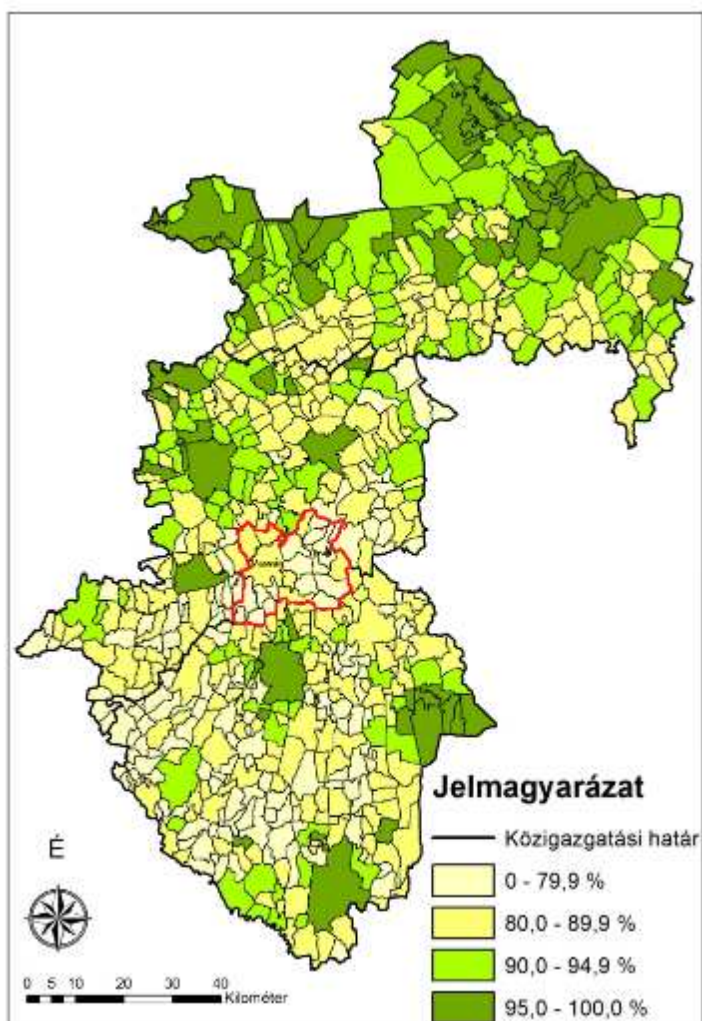 Jelmagyarázat
Közigazgatási határ
0 - 79,9 %
80,0 - 89,9 %
90,0 - 94,9 %
95,0 - 100,0 %
É
0 5 10 20 30 40
Kilométer